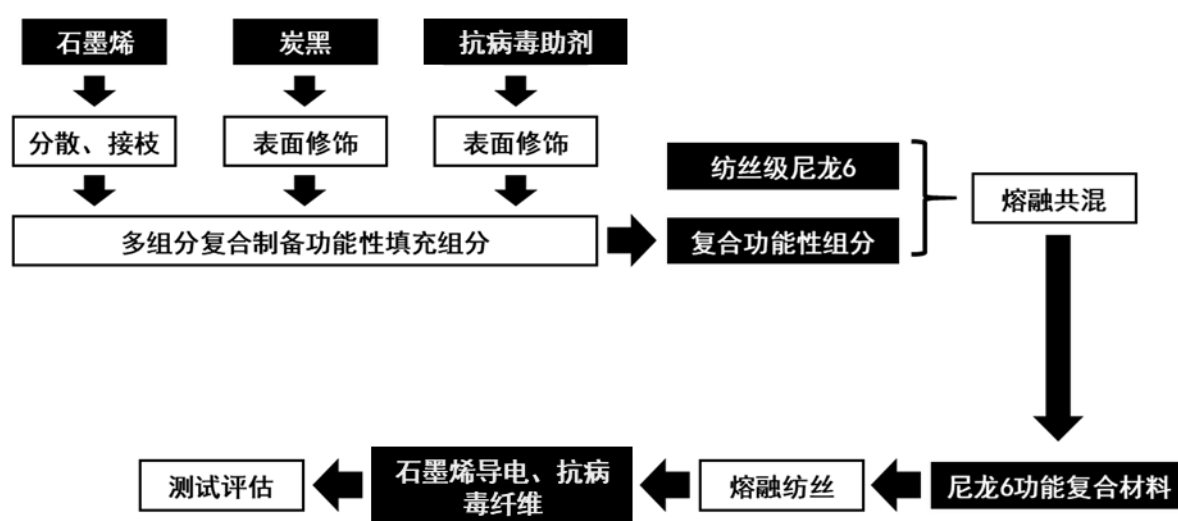 石墨烯
炭黑
抗病毒助剂
分散、接枝
表面修饰
表面修饰
纺丝级尼龙6
熔融共混
多组分复合制备功能性填充组分
复合功能性组分
测试评估
石墨烯导电、抗病
毒纤维
熔融纺丝
尼龙6功能复合材料